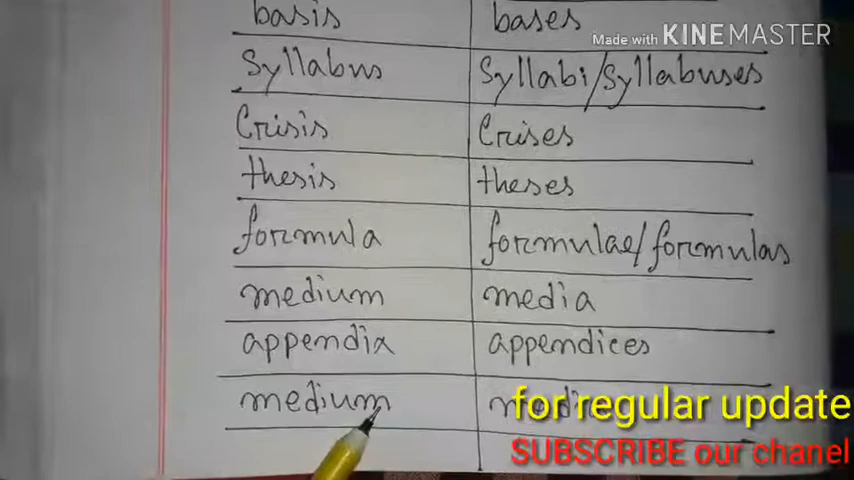 basis bases
Made with KINEMASTER
Syllabus Syllabi/Syllabuses
Crisis Crises
thesis theses
formula formulae/formulas
medium media
appendix appendices
medium
for regular update
SUBSCRIBE our chanel